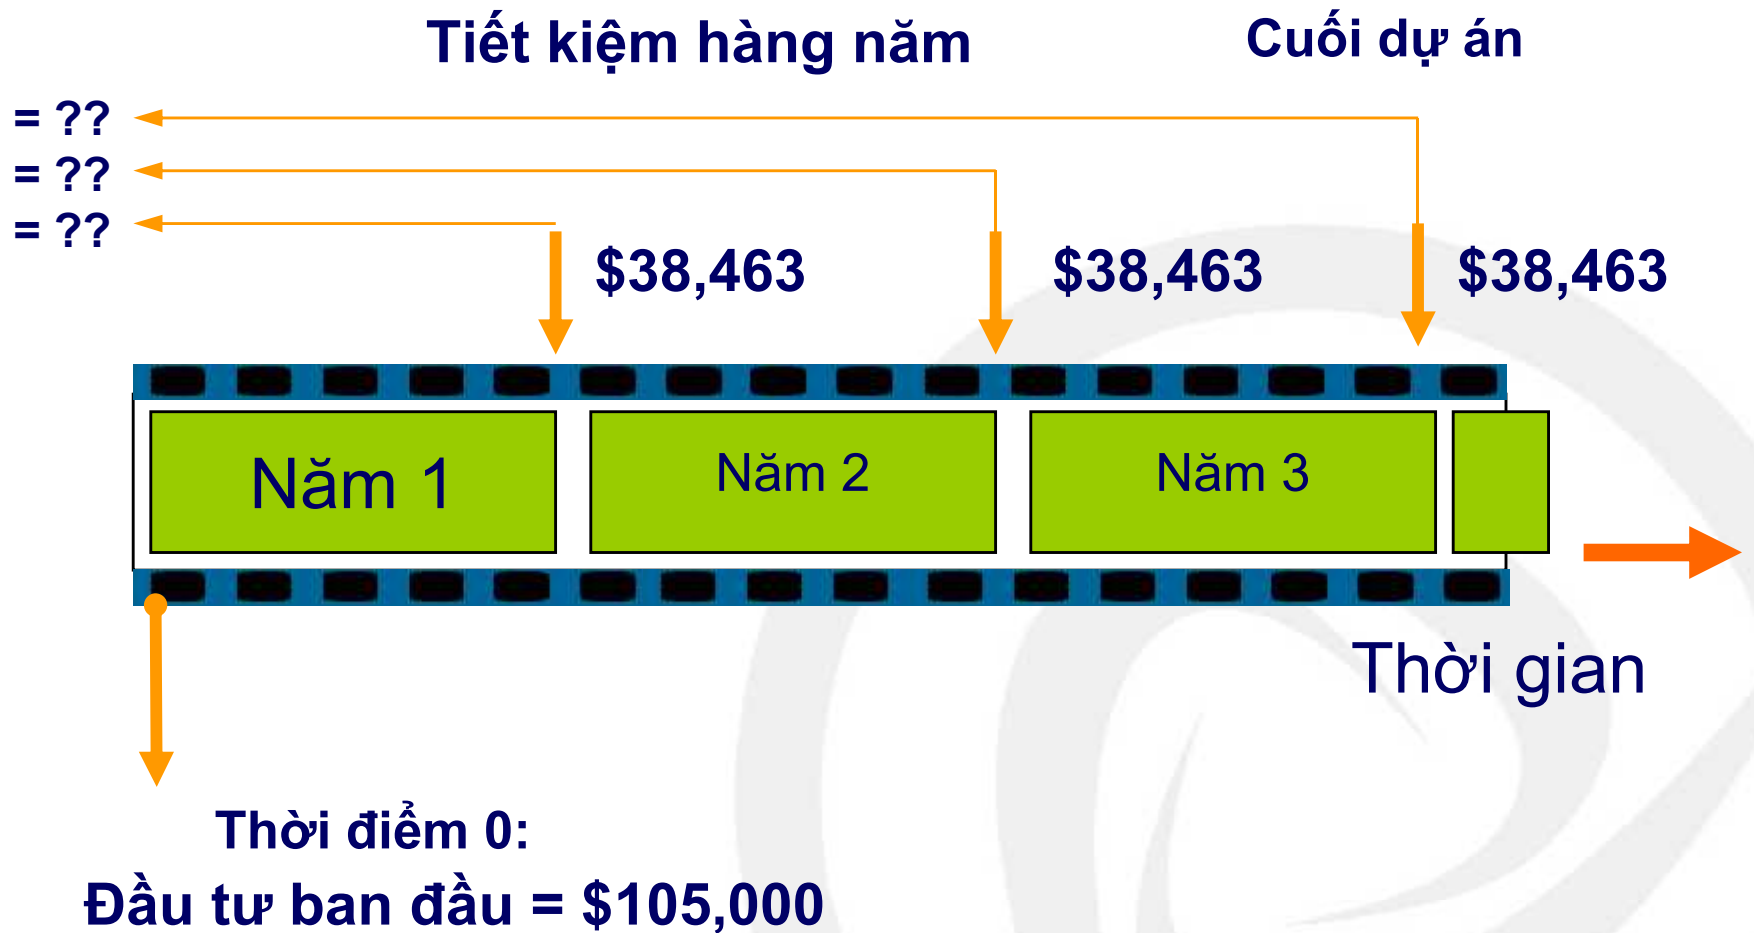 Tiết kiệm hàng năm
Cuối dự án
= ??
= ??
= ??
$38,463
$38,463
$38,463
Năm 1
Năm 2
Năm 3
Thời gian
Thời điểm 0:
Đầu tư ban đầu = $105,000